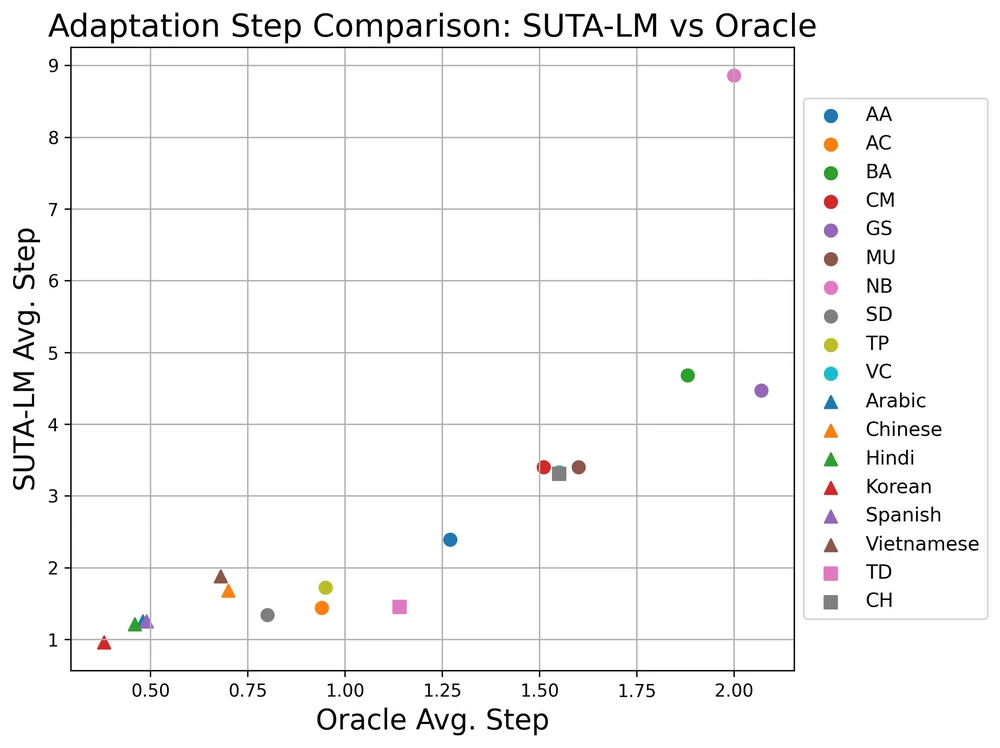 Adaptation Step Comparison: SUTA-LM vs Oracle
SUTA-LM Avg. Step
9
8
7
6
5
4
3
2
1
0.50
0.75
1.00
1.25
1.50
1.75
2.00
Oracle Avg. Step
AA
AC
BA
CM
GS
MU
NB
SD
TP
VC
Arabic
Chinese
Hindi
Korean
Spanish
Vietnamese
TD
CH